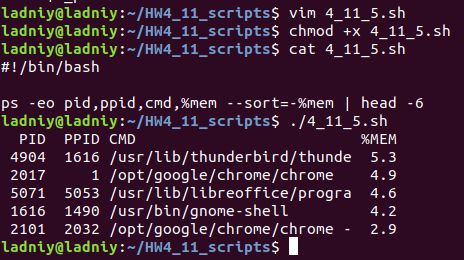 ladniy@ladniy:~/HW4_11_scripts$ vim 4_11_5.sh
ladniy@ladniy:~/HW4_11_scripts$ chmod +x 4_11_5.sh
ladniy@ladniy:~/HW4_11_scripts$ cat 4_11_5.sh
#!/bin/bash
ps -eo pid,ppid,cmd,%mem --sort=-%mem | head -6
ladniy@ladniy:~/HW4_11_scripts$ ./4_11_5.sh
PID PPID CMD %MEM
4904 1616 /usr/lib/thunderbird/thunde 5.3
2017 1 /opt/google/chrome/chrome 4.9
5071 5053 /usr/lib/libreoffice/progra 4.6
1616 1490 /usr/bin/gnome-shell 4.2
2101 2032 /opt/google/chrome/chrome - 2.9
ladniy@ladniy:~/HW4_11_scripts$